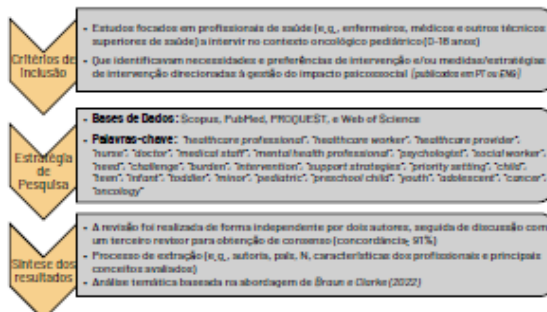 Critérios de
Inclusão
• Estudos focados em profissionais de saúde (e.g., enfermeiros, médicos e outros técnicos
superiores de saúde) a intervir no contexto oncológico pediátrico (0-18 anos)
• Que identificavam necessidades e preferências de intervenção e/ou medidas/estratégias
de intervenção direcionadas à gestão do impacto psicossocial (publicados em PT ou ENG)
Estratégia
de
Pesquisa
• Bases de Dados: Scopus, PubMed, PROQUEST, e Web of Science
• Palavras-chave: "healthcare professional", "healthcare worker", "healthcare provider",
"nurse", "doctor", "medical staff", "mental health professional", "psychologist", "social worker",
"need", "challenge", "burden", "intervention", "support strategies", "priority setting", "child",
"teen", "infant", "toddler", "minor", "pediatric", "preschool child", "youth", "adolescent", "cancer",
"oncology"
Síntese dos
resultados
• A revisão foi realizada de forma independente por dois autores, seguida de discussão com
um terceiro revisor para obtenção de consenso (concordância, 91%)
• Processo de extração (e.g., autoria, país, N, características dos profissionais e principais
conceitos avaliados)
• Análise temática baseada na abordagem de Braun e Clarke (2022)